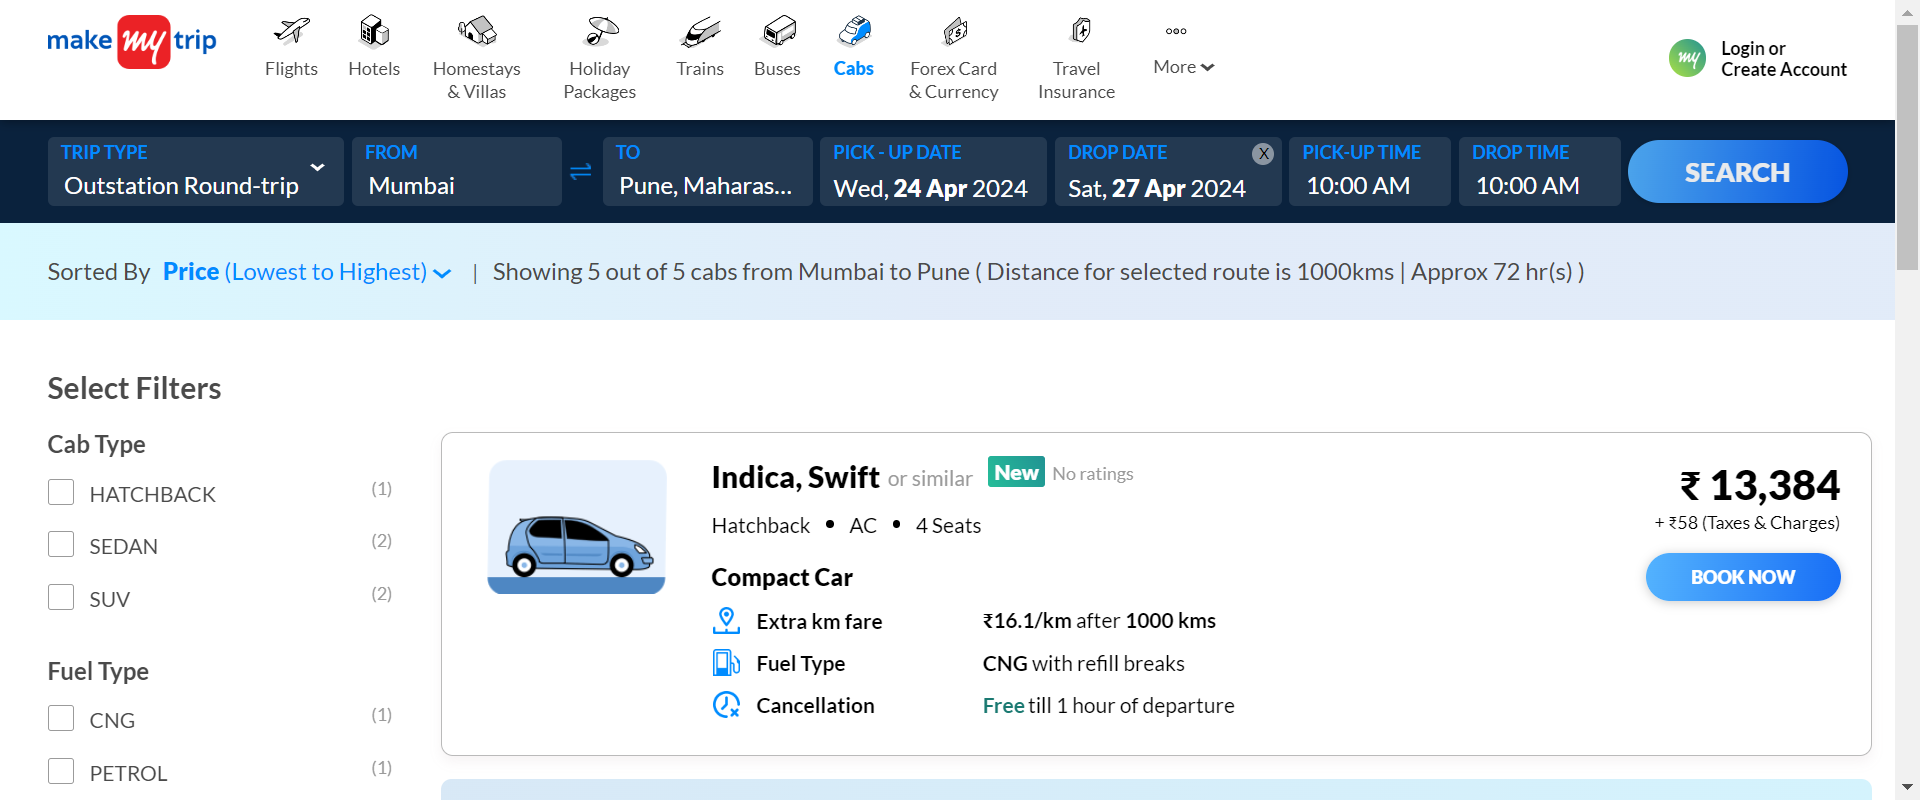 make my trip
Flights
Hotels
Homestays
& Villas
Holiday
Packages
Trains
Buses
Cabs
Forex Card
& Currency
Travel
Insurance
More
my
Login or
Create Account
TRIP TYPE
Outstation Round-trip
FROM
Mumbai
TO
Pune, Maharas...
PICK - UP DATE
Wed, 24 Apr 2024
DROP DATE
X
Sat, 27 Apr 2024
PICK-UP TIME
10:00 AM
DROP TIME
10:00 AM
SEARCH
Sorted By Price (Lowest to Highest) | Showing 5 out of 5 cabs from Mumbai to Pune ( Distance for selected route is 1000kms | Approx 72 hr(s) )
Select Filters
Cab Type
HATCHBACK (1)
SEDAN (2)
SUV (2)
Fuel Type
CNG (1)
PETROL (1)
Indica, Swift or similar New No ratings
Hatchback • AC • 4 Seats
Compact Car
Extra km fare ₹16.1/km after 1000 kms
Fuel Type CNG with refill breaks
Cancellation Free till 1 hour of departure
₹ 13,384
+ ₹58 (Taxes & Charges)
BOOK NOW